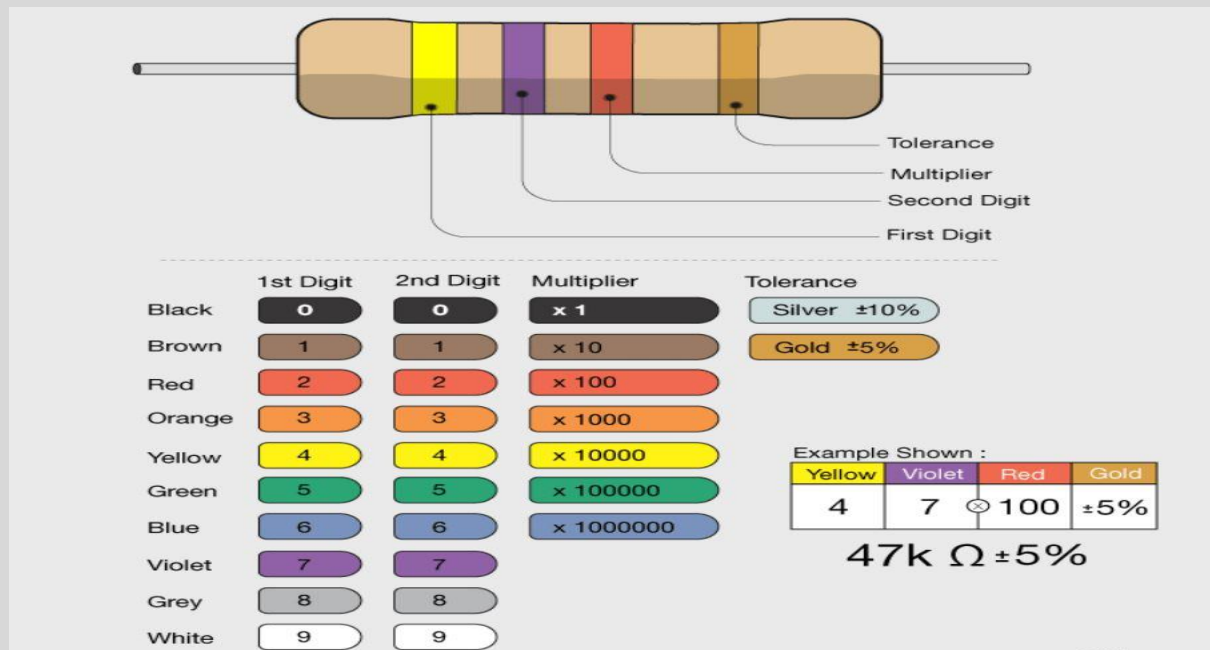 Tolerance
Multiplier
Second Digit
First Digit
1st Digit 2nd Digit Multiplier Tolerance
Black 0 0 x 1 Silver ±10%
Brown 1 1 x 10 Gold ±5%
Red 2 2 x 100
Orange 3 3 x 1000
Yellow 4 4 x 10000
Green 5 5 x 100000
Blue 6 6 x 1000000
Violet 7 7
Grey 8 8
White 9 9
Example Shown :
Yellow Violet Red Gold
4 7 ⊗ 100 ±5%
47k Ω ±5%